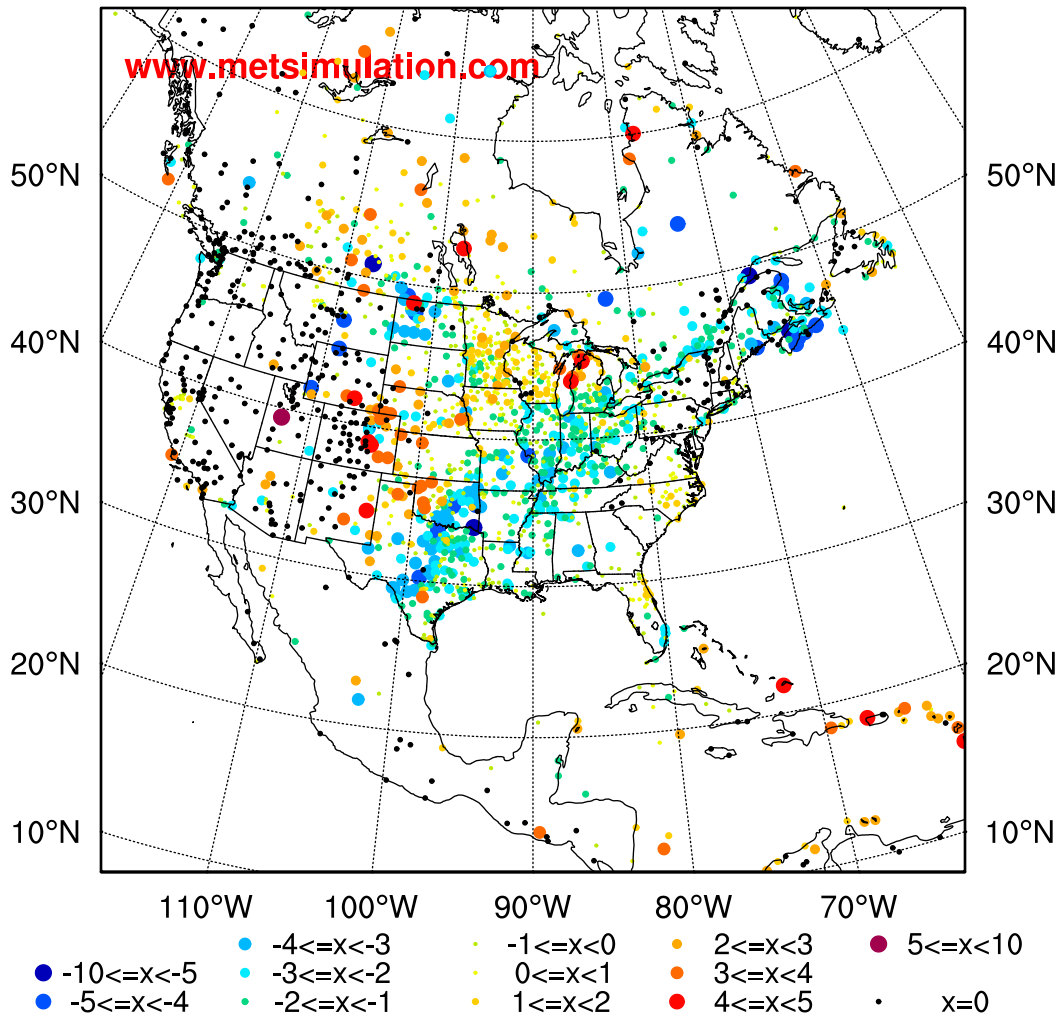 www.metsimulation.com
50°N 50°N
40°N 40°N
30°N 30°N
20°N 20°N
10°N 10°N
110°W 100°W 90°W 80°W 70°W
-4<=x<-3 -1<=x<0 2<=x<3 5<=x<10
-10<=x<-5 -3<=x<-2 0<=x<1 3<=x<4
-5<=x<-4 -2<=x<-1 1<=x<2 4<=x<5 x=0